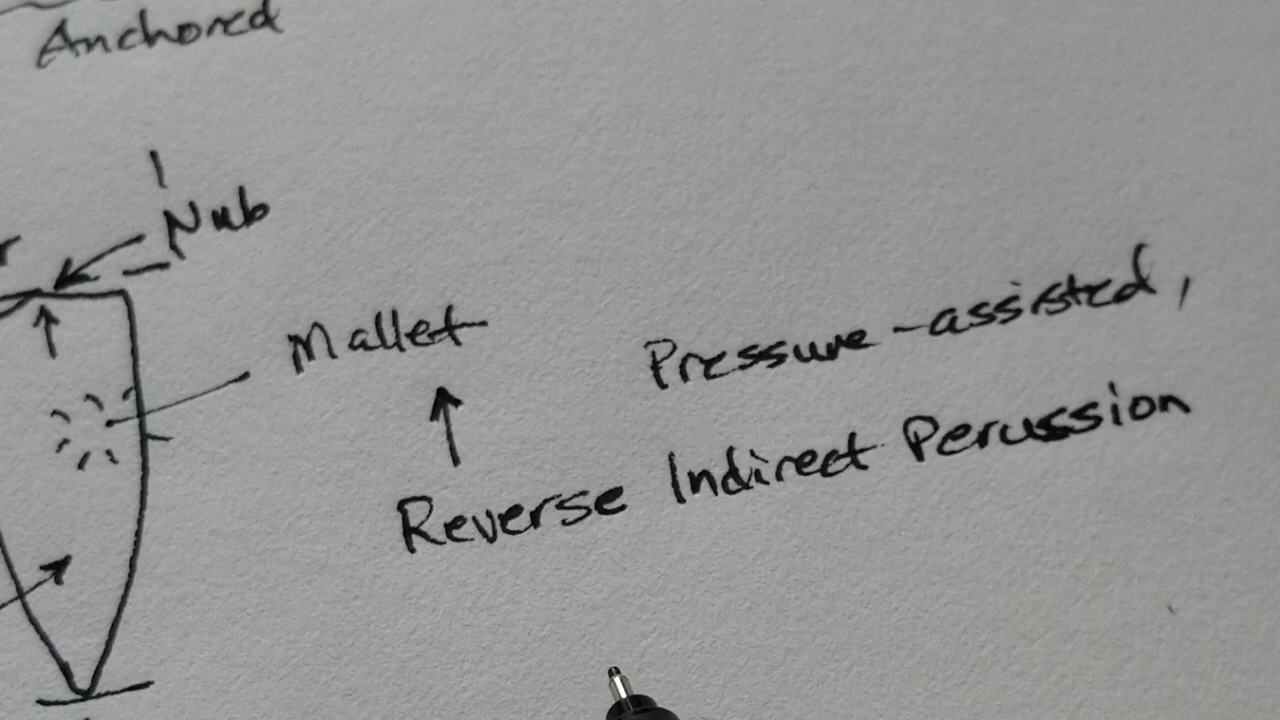 Anchored
Nub
Mallet
Pressure-assisted,
Reverse Indirect Perussion